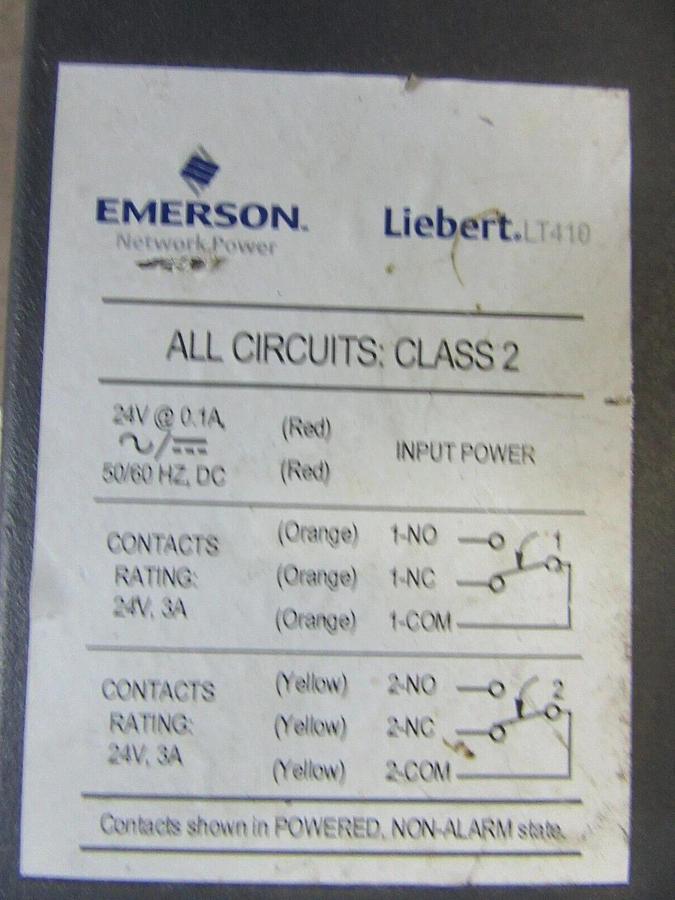 EMERSON. Liebert. LT410
Network Power
ALL CIRCUITS: CLASS 2
24V @ 0.1A, (Red)
INPUT POWER
50/60 HZ, DC (Red)
(Orange) 1-NO 1
CONTACTS
RATING: (Orange) 1-NC
24V, 3A (Orange) 1-COM
(Yellow) 2-NO 2
CONTACTS
RATING: (Yellow) 2-NC
24V, 3A (Yellow) 2-COM
Contacts shown in POWERED, NON-ALARM state.